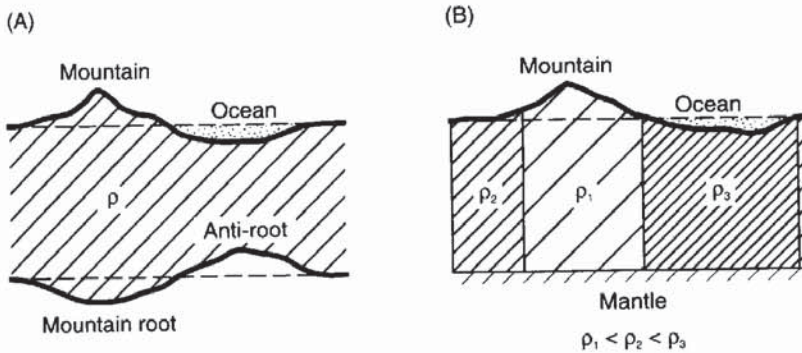 (A)
Mountain
Ocean
ρ
Anti-root
Mountain root
(B)
Mountain
Ocean
ρ₂
ρ₁
ρ₃
Mantle
ρ₁ < ρ₂ < ρ₃